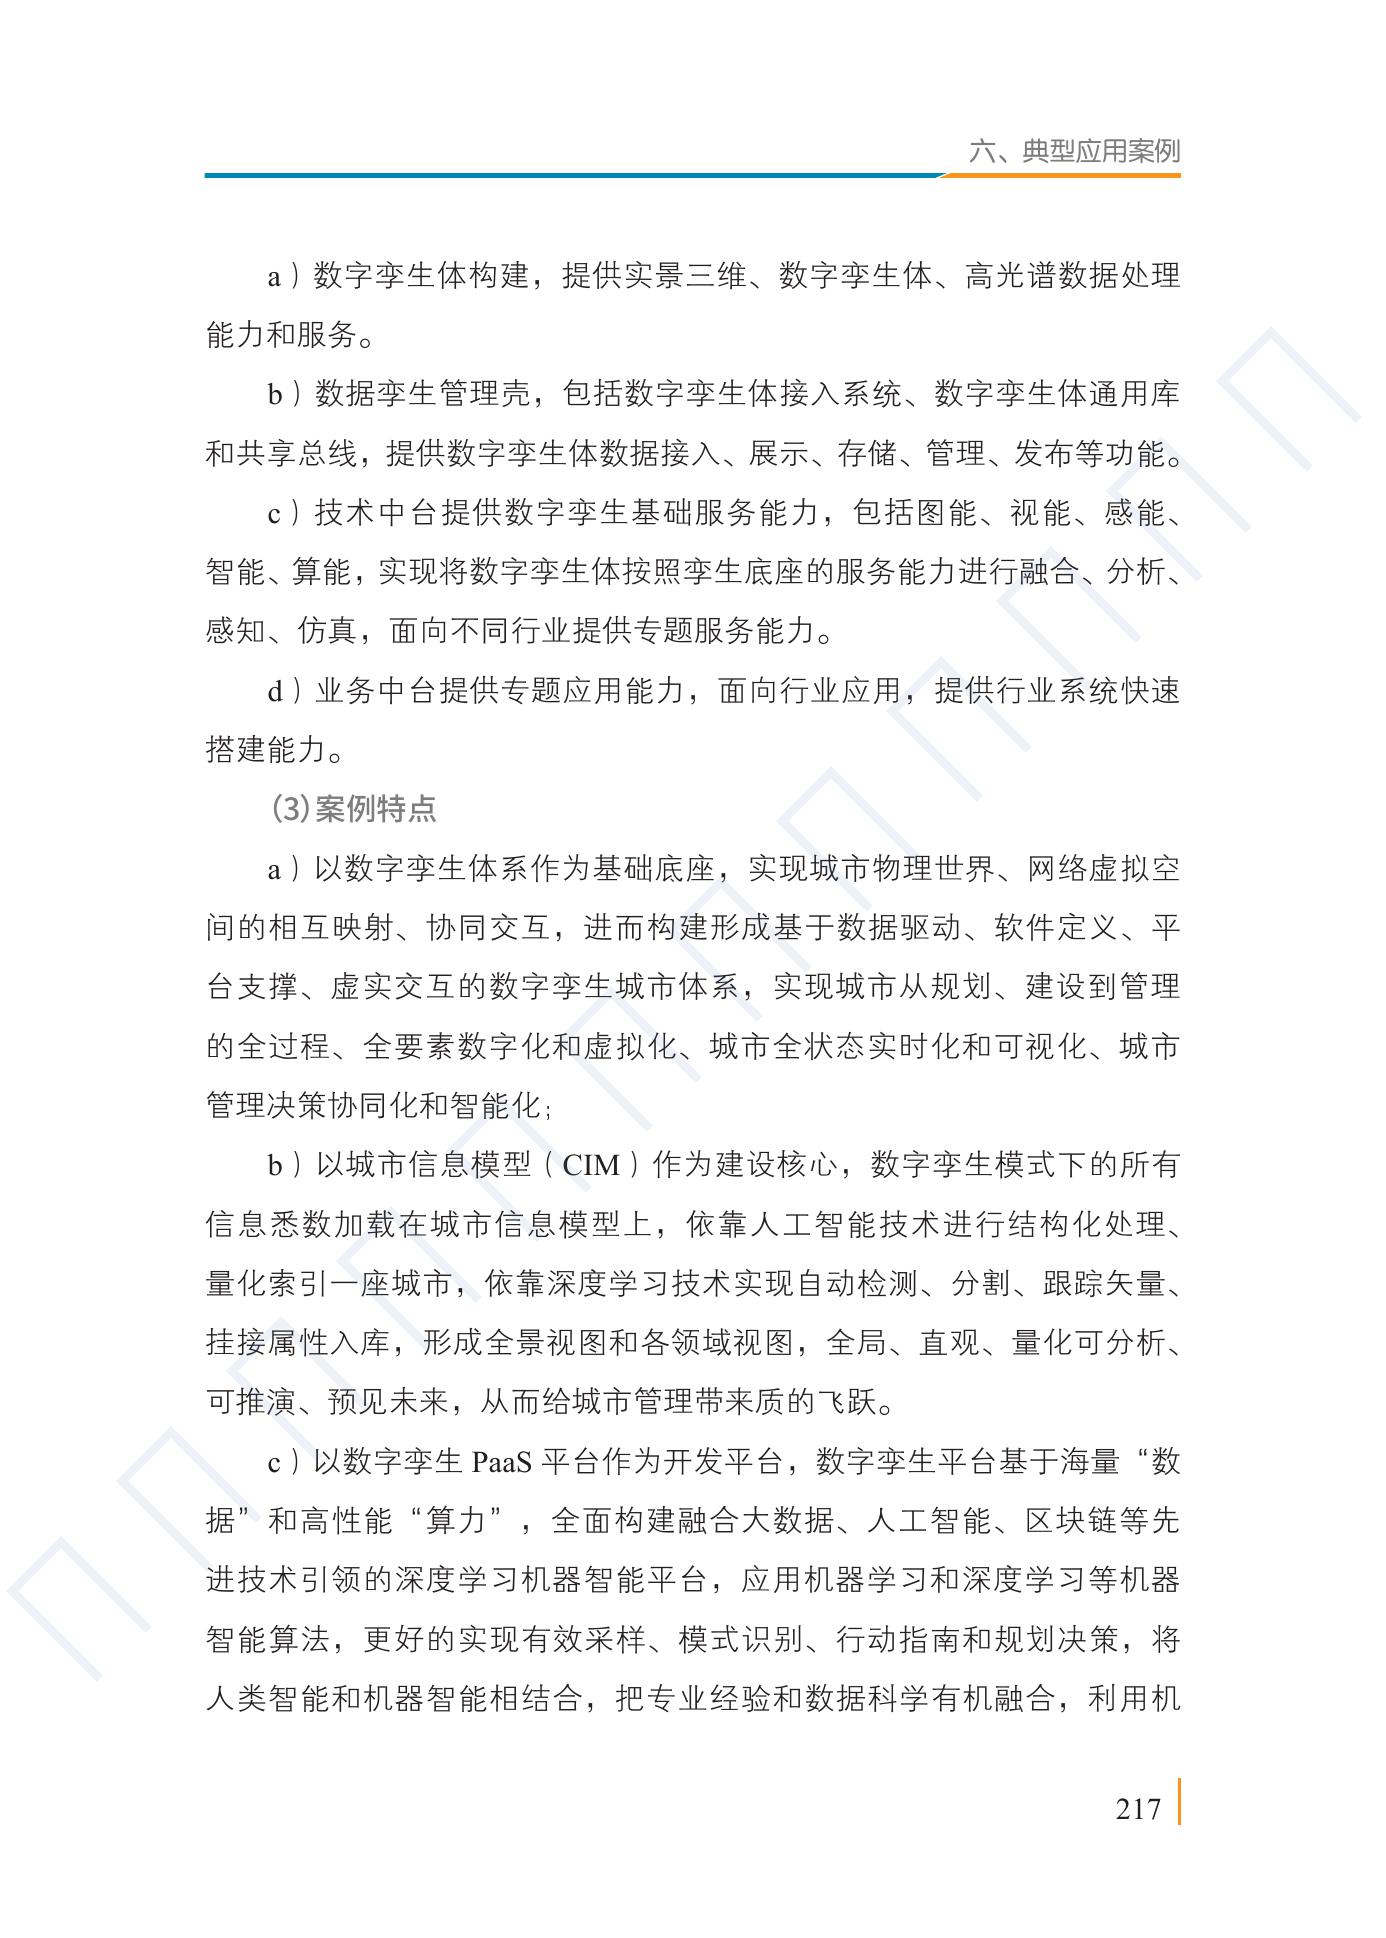 六、典型应用案例
a）数字孪生体构建，提供实景三维、数字孪生体、高光谱数据处理
能力和服务。
b）数据孪生管理壳，包括数字孪生体接入系统、数字孪生体通用库
和共享总线，提供数字孪生体数据接入、展示、存储、管理、发布等功能。
c）技术中台提供数字孪生基础服务能力，包括图能、视能、感能、
智能、算能，实现将数字孪生体按照孪生底座的服务能力进行融合、分析、
感知、仿真，面向不同行业提供专题服务能力。
d）业务中台提供专题应用能力，面向行业应用，提供行业系统快速
搭建能力。
（3）案例特点
a）以数字孪生体系作为基础底座，实现城市物理世界、网络虚拟空
间的相互映射、协同交互，进而构建形成基于数据驱动、软件定义、平
台支撑、虚实交互的数字孪生城市体系，实现城市从规划、建设到管理
的全过程、全要素数字化和虚拟化、城市全状态实时化和可视化、城市
管理决策协同化和智能化；
b）以城市信息模型（CIM）作为建设核心，数字孪生模式下的所有
信息悉数加载在城市信息模型上，依靠人工智能技术进行结构化处理、
量化索引一座城市，依靠深度学习技术实现自动检测、分割、跟踪矢量、
挂接属性入库，形成全景视图和各领域视图，全局、直观、量化可分析、
可推演、预见未来，从而给城市管理带来质的飞跃。
c）以数字孪生 PaaS 平台作为开发平台，数字孪生平台基于海量“数
据”和高性能“算力”，全面构建融合大数据、人工智能、区块链等先
进技术引领的深度学习机器智能平台，应用机器学习和深度学习等机器
智能算法，更好的实现有效采样、模式识别、行动指南和规划决策，将
人类智能和机器智能相结合，把专业经验和数据科学有机融合，利用机
217